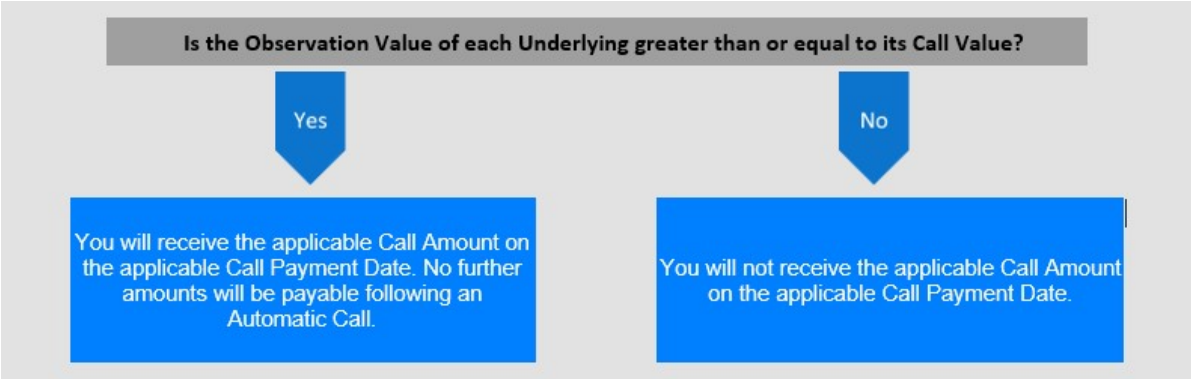 Is the Observation Value of each Underlying greater than or equal to its Call Value?
Yes
No
You will receive the applicable Call Amount on
the applicable Call Payment Date. No further
amounts will be payable following an
Automatic Call.
You will not receive the applicable Call Amount
on the applicable Call Payment Date.